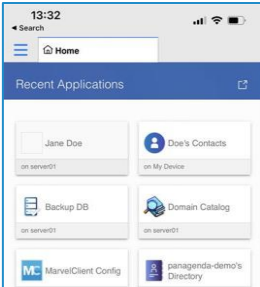 13:32
◂ Search
Home
Recent Applications
Jane Doe
Doe's Contacts
on server01
on My Device
Backup DB
Domain Catalog
on server01
on server01
MC
MarvelClient Config
panagenda-demo's
Directory